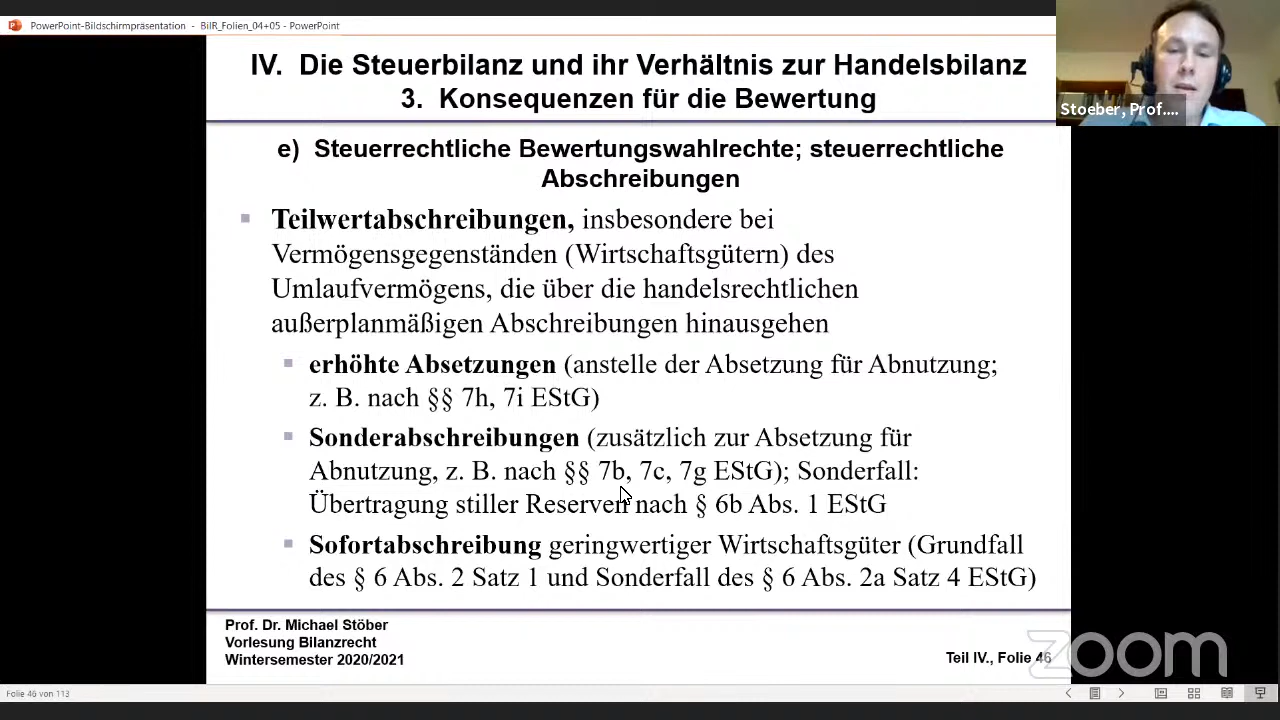 PowerPoint-Bildschirmpräsentation - BilR_Folien_04+05 - PowerPoint
IV. Die Steuerbilanz und ihr Verhältnis zur Handelsbilanz
3. Konsequenzen für die Bewertung
Stoeber, Prof....
e) Steuerrechtliche Bewertungswahlrechte; steuerrechtliche
Abschreibungen
Teilwertabschreibungen, insbesondere bei
Vermögensgegenständen (Wirtschaftsgütern) des
Umlaufvermögens, die über die handelsrechtlichen
außerplanmäßigen Abschreibungen hinausgehen
erhöhte Absetzungen (anstelle der Absetzung für Abnutzung;
z. B. nach §§ 7h, 7i EStG)
Sonderabschreibungen (zusätzlich zur Absetzung für
Abnutzung, z. B. nach §§ 7b, 7c, 7g EStG); Sonderfall:
Übertragung stiller Reserven nach § 6b Abs. 1 EStG
Sofortabschreibung geringwertiger Wirtschaftsgüter (Grundfall
des § 6 Abs. 2 Satz 1 und Sonderfall des § 6 Abs. 2a Satz 4 EStG)
Prof. Dr. Michael Stöber
Vorlesung Bilanzrecht
Wintersemester 2020/2021
Teil IV., Folie 46
zoom
Folie 46 von 113